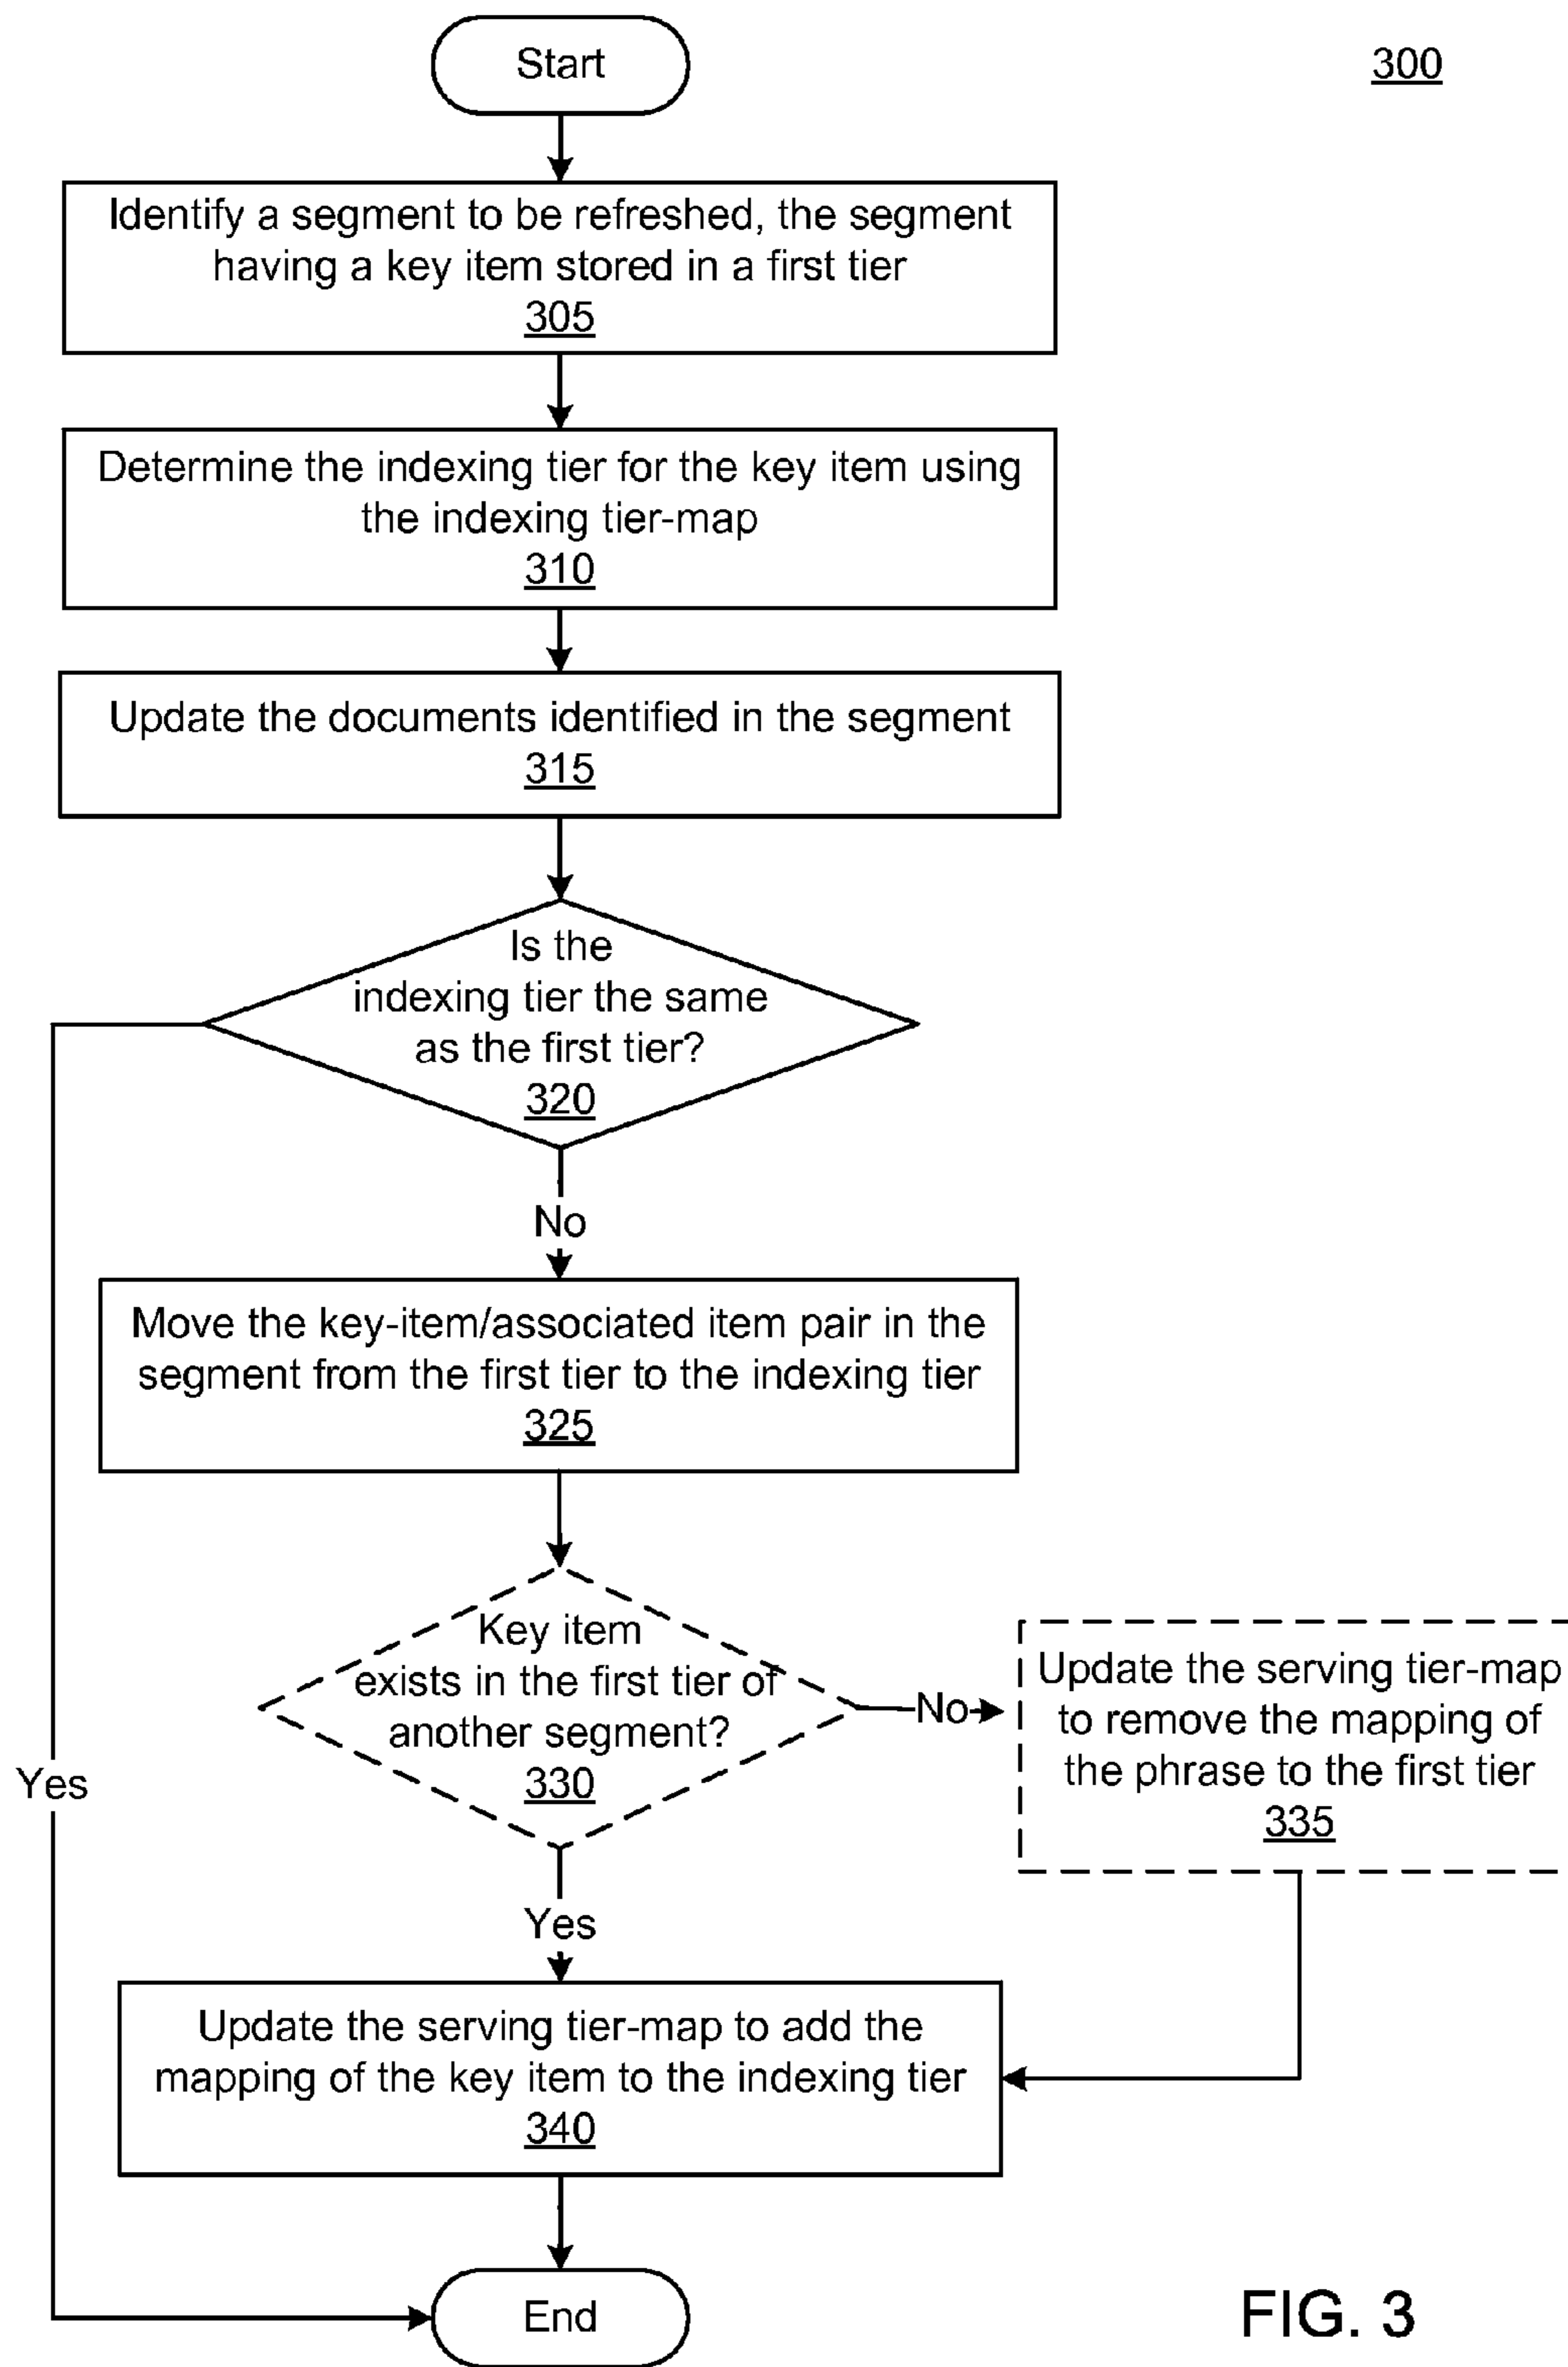 Start
300
Identify a segment to be refreshed, the segment
having a key item stored in a first tier
305
Determine the indexing tier for the key item using
the indexing tier-map
310
Update the documents identified in the segment
315
Is the
indexing tier the same
as the first tier?
320
No
Move the key-item/associated item pair in the
segment from the first tier to the indexing tier
325
Key item
exists in the first tier of
another segment?
330
No
Update the serving tier-map
to remove the mapping of
the phrase to the first tier
335
Yes
Yes
Update the serving tier-map to add the
mapping of the key item to the indexing tier
340
End
FIG. 3